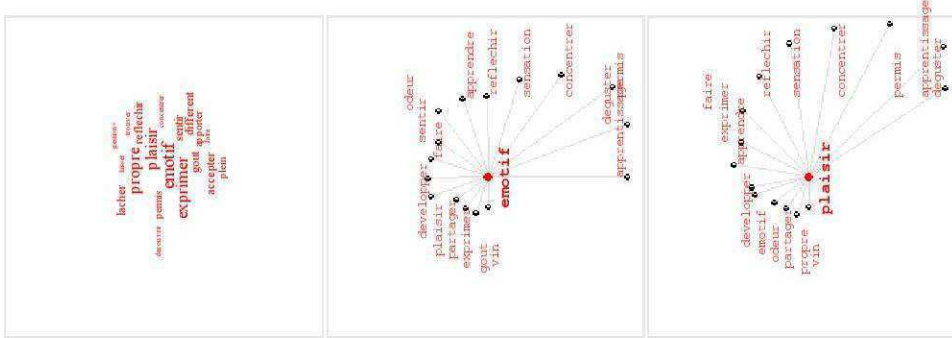 lacher
propre
reflechir
plaisir
permis
emotif
sentir
different
exprimer
gout
apporter
accepter
plein
odeur
sentir
faire
apprendre
reflechir
sensation
concentrer
deguster
permis
apprentissage
developper
plaisir
partager
exprimer
gout
vin
emotif
faire
exprimer
apprendre
reflechir
sensation
concentrer
permis
apprentissage
deguster
developper
emotif
odeur
partager
propre
vin
plaisir